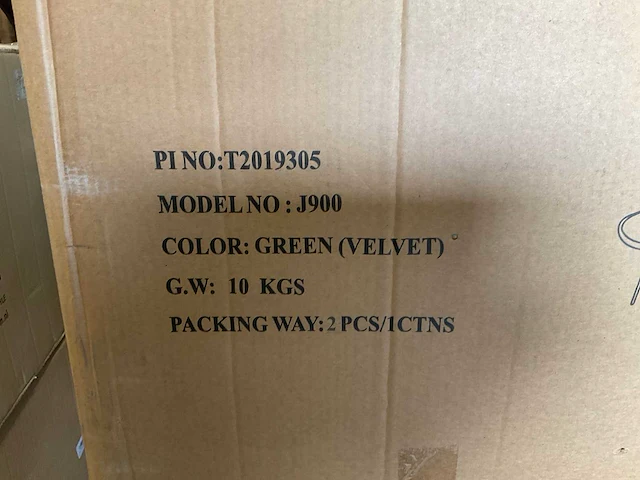 PI NO:T2019305
MODEL NO : J900
COLOR: GREEN (VELVET)
G.W: 10 KGS
PACKING WAY: 2 PCS/1CTNS